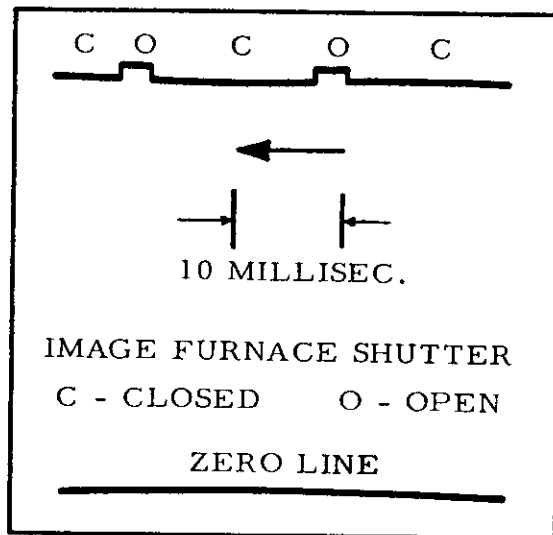 C O C O C
10 MILLISEC.
IMAGE FURNACE SHUTTER
C - CLOSED O - OPEN
ZERO LINE